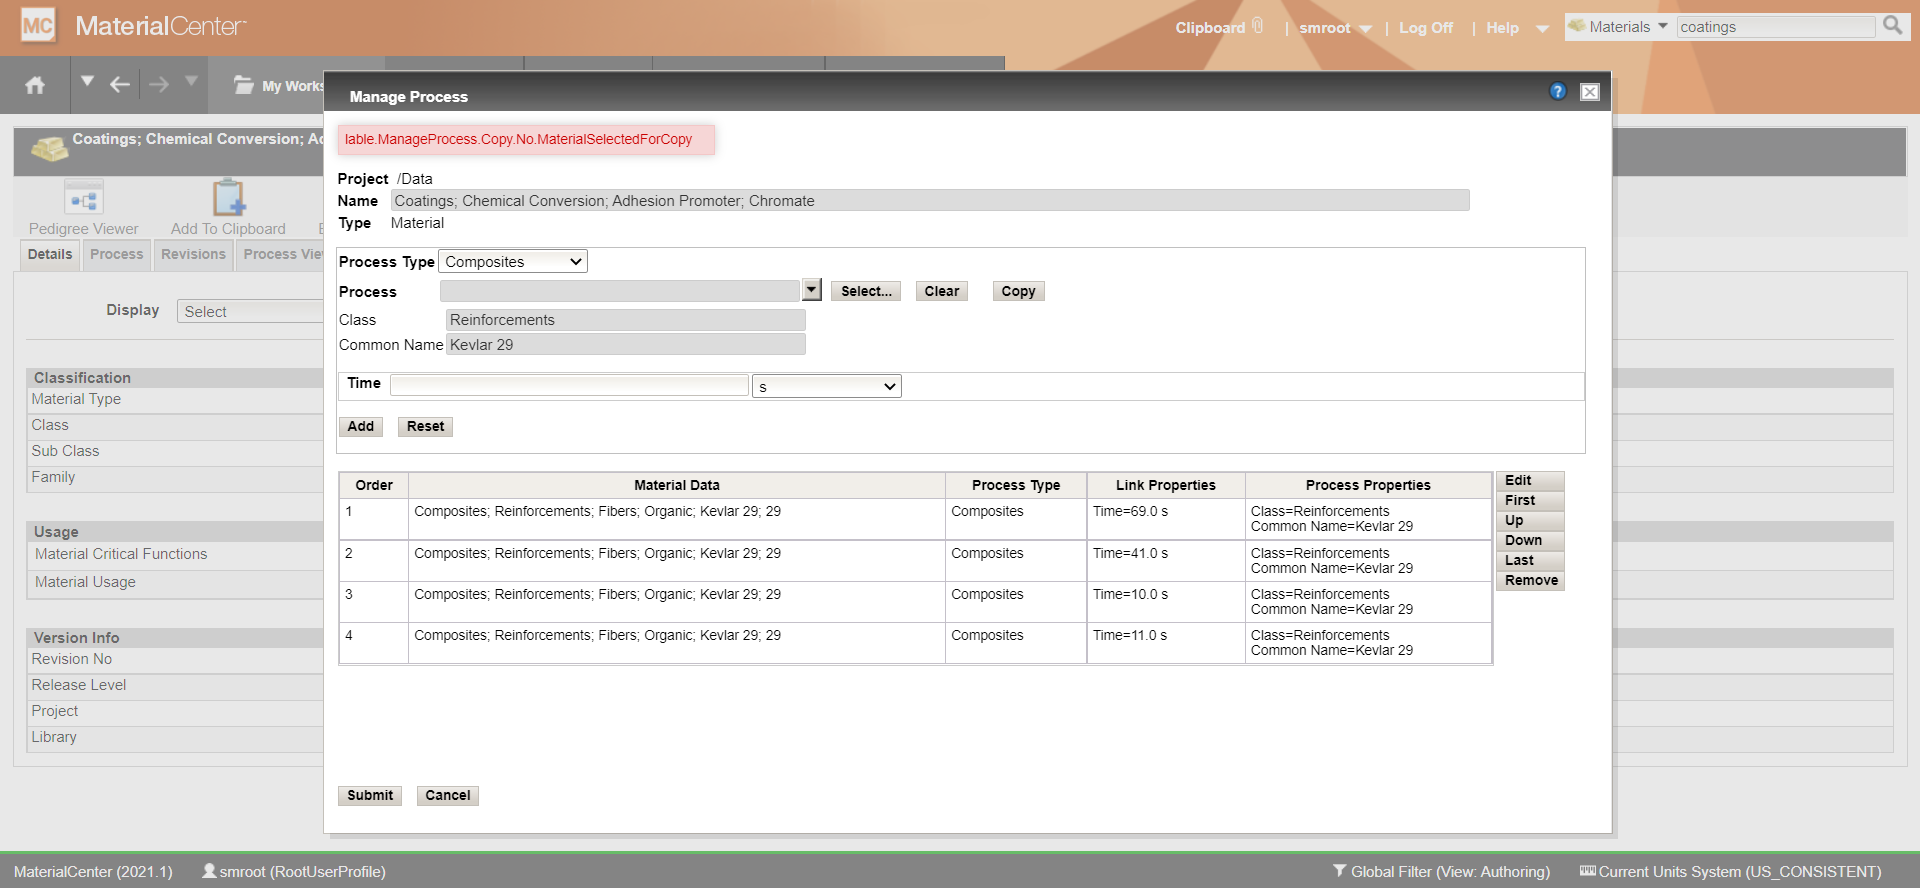 MC MaterialCenter
Clipboard | smroot | Log Off | Help Materials coatings
My Works
Manage Process
Coatings; Chemical Conversion; Ad
Pedigree Viewer Add To Clipboard E
Details Process Revisions Process Vie
Display Select
Classification
Material Type
Class
Sub Class
Family
Usage
Material Critical Functions
Material Usage
Version Info
Revision No
Release Level
Project
Library
lable.ManageProcess.Copy.No.MaterialSelectedForCopy
Project /Data
Name Coatings; Chemical Conversion; Adhesion Promoter; Chromate
Type Material
Process Type Composites
Process Select... Clear Copy
Class Reinforcements
Common Name Kevlar 29
Time s
Add Reset
Order Material Data Process Type Link Properties Process Properties
1 Composites; Reinforcements; Fibers; Organic; Kevlar 29; 29 Composites Time=69.0 s Class=Reinforcements
Common Name=Kevlar 29
2 Composites; Reinforcements; Fibers; Organic; Kevlar 29; 29 Composites Time=41.0 s Class=Reinforcements
Common Name=Kevlar 29
3 Composites; Reinforcements; Fibers; Organic; Kevlar 29; 29 Composites Time=10.0 s Class=Reinforcements
Common Name=Kevlar 29
4 Composites; Reinforcements; Fibers; Organic; Kevlar 29; 29 Composites Time=11.0 s Class=Reinforcements
Common Name=Kevlar 29
Edit
First
Up
Down
Last
Remove
Submit Cancel
MaterialCenter (2021.1) smroot (RootUserProfile) Global Filter (View: Authoring) Current Units System (US_CONSISTENT)